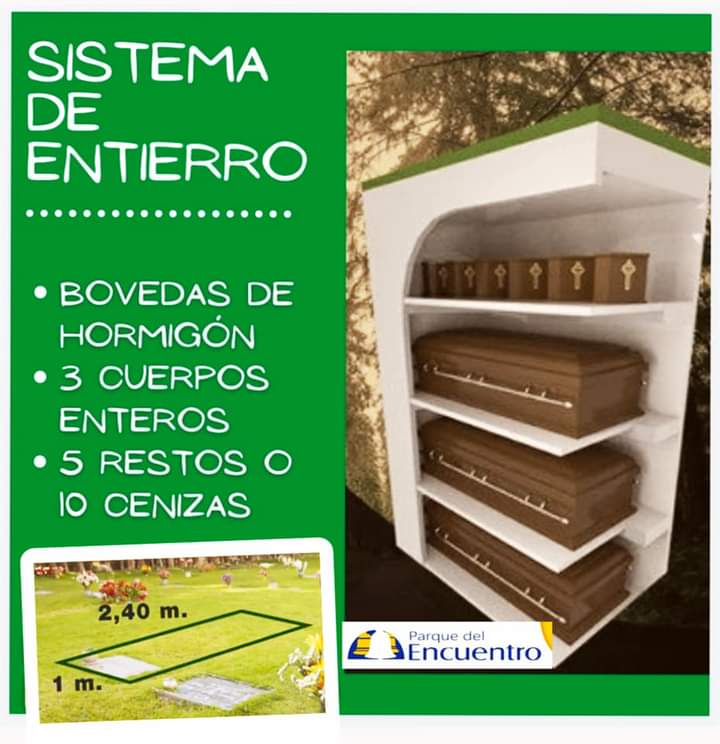 SISTEMA
DE
ENTIERRO
• BOVEDAS DE
HORMIGÓN
• 3 CUERPOS
ENTEROS
• 5 RESTOS O
10 CENIZAS
2,40 m.
1 m.
Parque del
Encuentro